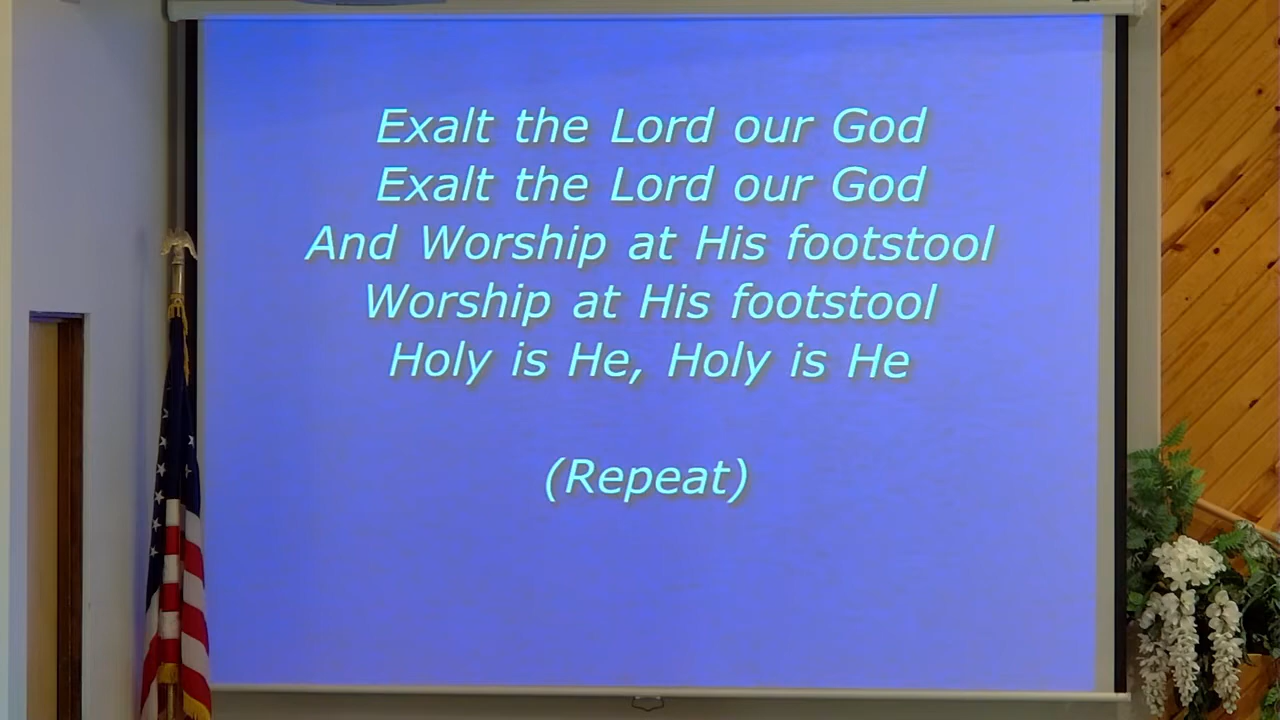 Exalt the Lord our God
Exalt the Lord our God
And Worship at His footstool
Worship at His footstool
Holy is He, Holy is He
(Repeat)